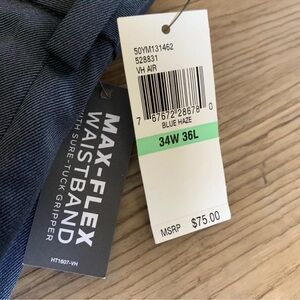 50YM131462
528831
VH AIR
7 67672 28678 0
BLUE HAZE
34W 36L
MSRP $75.00
MAX-FLEX
WAISTBAND
WITH SURE-TUCK GRIPPER
HT1607-VH